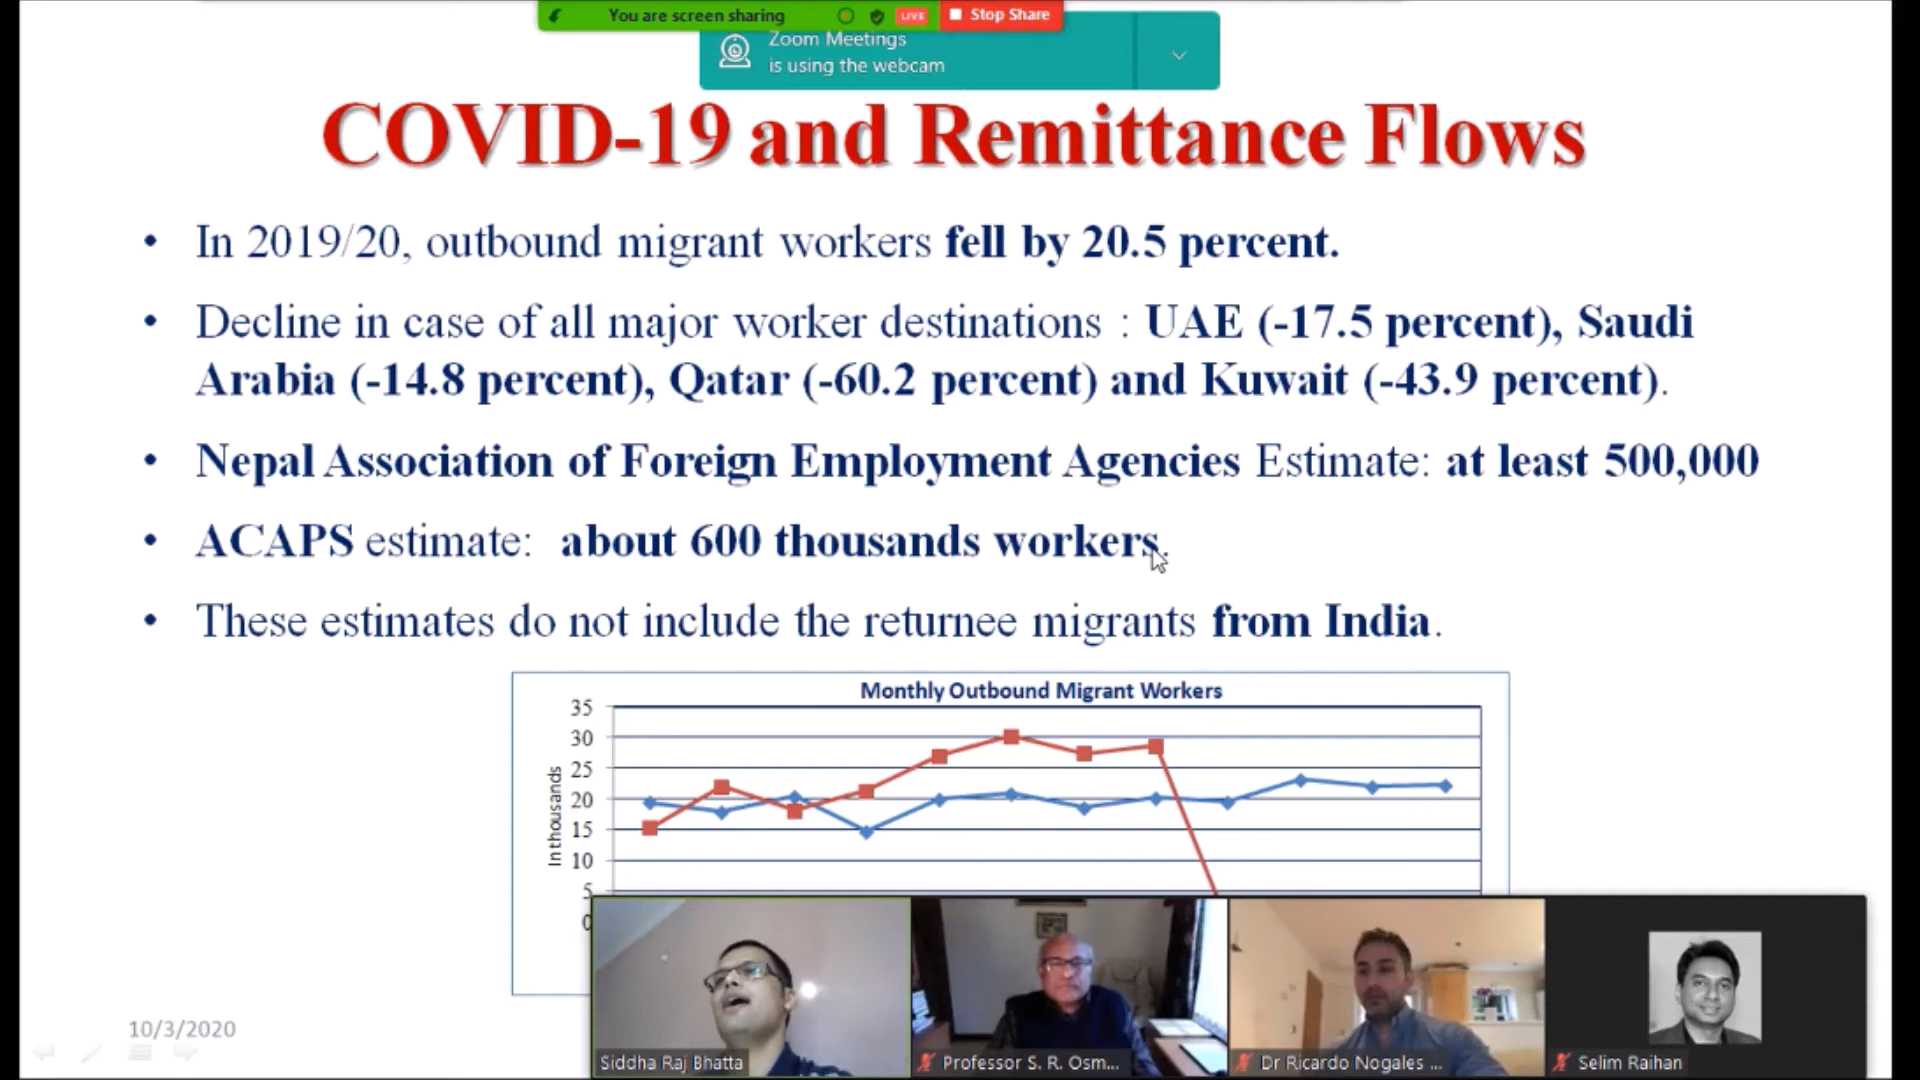 You are screen sharing LIVE Stop Share
Zoom Meetings
is using the webcam
COVID-19 and Remittance Flows
• In 2019/20, outbound migrant workers fell by 20.5 percent.
• Decline in case of all major worker destinations : UAE (-17.5 percent), Saudi
Arabia (-14.8 percent), Qatar (-60.2 percent) and Kuwait (-43.9 percent).
• Nepal Association of Foreign Employment Agencies Estimate: at least 500,000
• ACAPS estimate: about 600 thousands workers.
• These estimates do not include the returnee migrants from India.
Monthly Outbound Migrant Workers
In thousands
35
30
25
20
15
10
5
0
10/3/2020
Siddha Raj Bhatta
Professor S. R. Osm...
Dr Ricardo Nogales ...
Selim Raihan